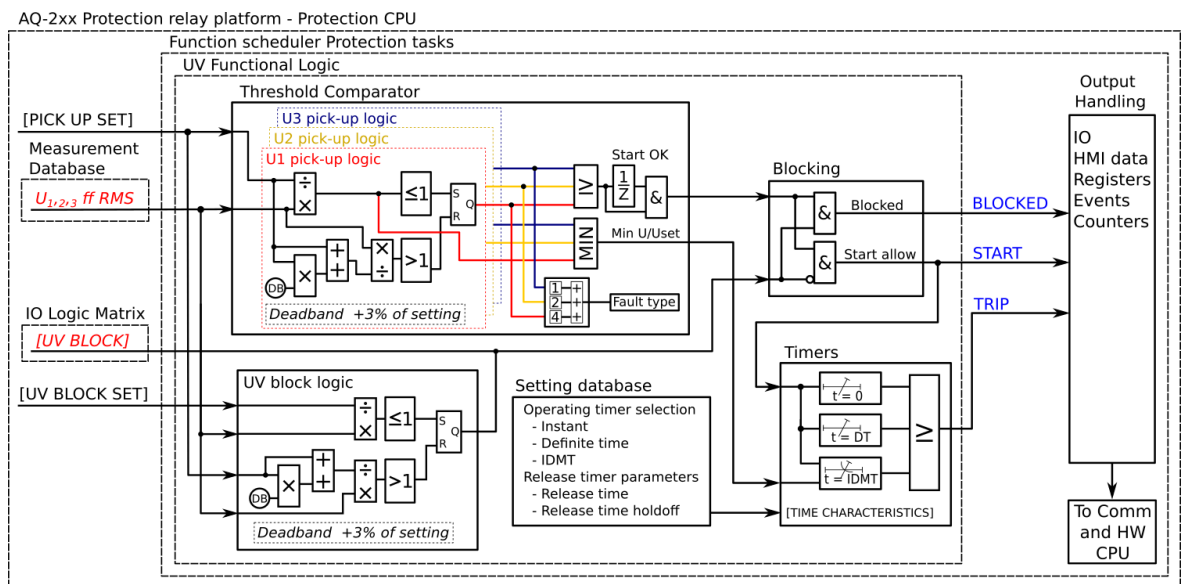 AQ-2xx Protection relay platform - Protection CPU
Function scheduler Protection tasks
UV Functional Logic
Threshold Comparator
[PICK UP SET]
Measurement
Database
U₁,₂,₃ ff RMS
IO Logic Matrix
[UV BLOCK]
[UV BLOCK SET]
U3 pick-up logic
U2 pick-up logic
U1 pick-up logic
÷
×
≤1
S
Q
R
DB
×
+
+
×
÷
>1
Deadband +3% of setting
≥
Start OK
1
Z
&
MIN
Min U/Uset
1 +
2 +
4 +
Fault type
UV block logic
÷
×
≤1
S
Q
R
DB
×
+
+
÷
×
>1
Deadband +3% of setting
Setting database
Operating timer selection
- Instant
- Definite time
- IDMT
Release timer parameters
- Release time
- Release time holdoff
Blocking
&
Blocked
&
Start allow
Timers
t = 0
t = DT
t = IDMT
≥
[TIME CHARACTERISTICS]
BLOCKED
START
TRIP
Output
Handling
IO
HMI data
Registers
Events
Counters
To Comm
and HW
CPU